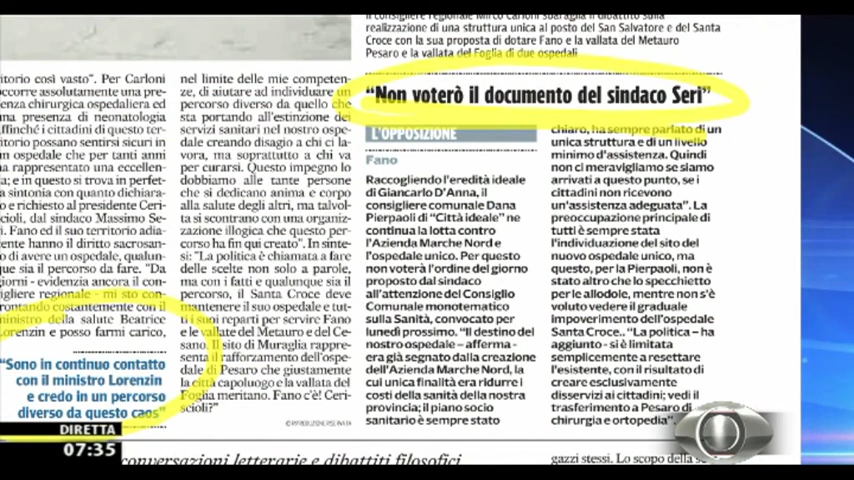 Il consigliere regionale Mirco Carloni sbaraglia il dibattito sulla
realizzazione di una struttura unica al posto del San Salvatore e del Santa
Croce con la sua proposta di dotare Fano e la vallata del Metauro
Pesaro e la vallata del Foglia di due ospedali
itorio così vasto". Per Carloni
occorre assolutamente una pre-
enza chirurgica ospedaliera ed
una presenza di neonatologia
affinché i cittadini di questo ter-
itorio possano sentirsi sicuri in
un ospedale che per tanti anni
ha rappresentato una eccellen-
a; e in questo si trova in perfet-
a sintonia con quanto dichiara-
o e richiesto al presidente Ceri-
scioli, dal sindaco Massimo Se-
i. Fano ed il suo territorio adia-
ente hanno il diritto sacrosan-
o di avere un ospedale, qualun-
que sia il percorso da fare. "Da
giorni - evidenzia ancora il con-
igliere regionale - mi sto con-
frontando costantemente con il
ministro della salute Beatrice
Lorenzin e posso farmi carico,
"Sono in continuo contatto
con il ministro Lorenzin
e credo in un percorso
diverso da questo caos"
nel limite delle mie competen-
ze, di aiutare ad individuare un
percorso diverso da quello che
sta portando all'estinzione dei
servizi sanitari nel nostro ospe-
dale creando disagio a chi ci la-
vora, ma soprattutto a chi va
per curarsi. Questo impegno lo
dobbiamo alle tante persone
che si dedicano anima e corpo
alla salute degli altri, ma talvol-
ta si scontrano con una organiz-
zazione illogica che questo per-
corso ha fin qui creato". In sinte-
si: "La politica è chiamata a fare
delle scelte non solo a parole,
ma con i fatti e qualunque sia il
percorso, il Santa Croce deve
mantenere il suo ospedale e tut-
ti i suoi reparti per servire Fano
e le vallate del Metauro e del Ce-
sano. Il sito di Muraglia rappre-
senta il rafforzamento dell'ospe-
dale di Pesaro che giustamente
la città capoluogo e la vallata del
Foglia meritano. Fano c'è! Ceri-
scioli?"
© RIPRODUZIONE RISERVATA
"Non voterò il documento del sindaco Seri"
L'OPPOSIZIONE
Fano
Raccogliendo l'eredità ideale
di Giancarlo D'Anna, il
consigliere comunale Dana
Pierpaoli di "Città ideale" ne
continua la lotta contro
l'Azienda Marche Nord e
l'ospedale unico. Per questo
non voterà l'ordine del giorno
proposto dal sindaco
all'attenzione del Consiglio
Comunale monotematico
sulla Sanità, convocato per
lunedì prossimo. "Il destino del
nostro ospedale – afferma -
era già segnato dalla creazione
dell'Azienda Marche Nord, la
cui unica finalità era ridurre i
costi della sanità della nostra
provincia; il piano socio
sanitario è sempre stato
chiaro, ha sempre parlato di un
unica struttura e di un livello
minimo d'assistenza. Quindi
non ci meravigliamo se siamo
arrivati a questo punto, se i
cittadini non ricevono
un'assistenza adeguata". La
preoccupazione principale di
tutti è sempre stata
l'individuazione del sito del
nuovo ospedale unico, ma
questo, per la Pierpaoli, non è
stato altro che lo specchietto
per le allodole, mentre non s'è
voluto vedere il graduale
impoverimento dell'ospedale
Santa Croce.. "La politica – ha
aggiunto - si è limitata
semplicemente a resettare
l'esistente, con il risultato di
creare esclusivamente
disservizi ai cittadini; vedi il
trasferimento a Pesaro di
chirurgia e ortopedia".
DIRETTA
07:35
conversazioni letterarie e dibattiti filosofici
gazzi stessi. Lo scopo della